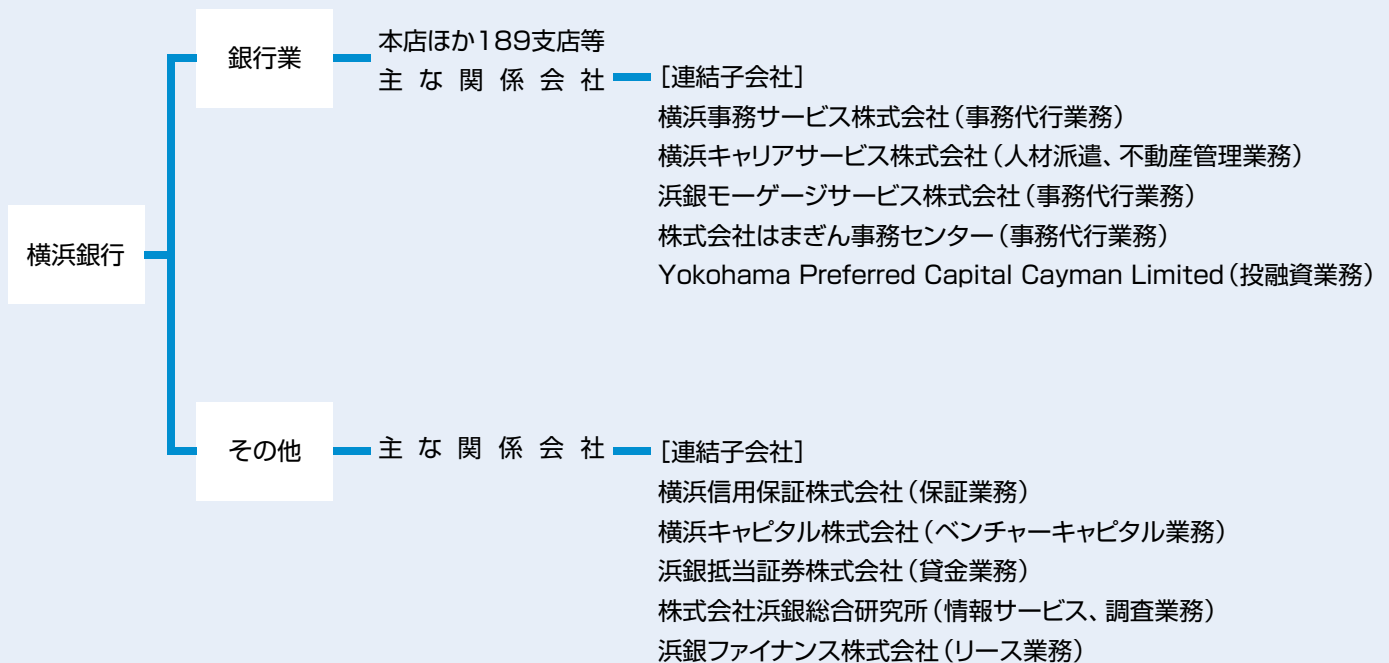 横浜銀行
銀行業
本店ほか189支店等
主な関係会社
[連結子会社]
横浜事務サービス株式会社(事務代行業務)
横浜キャリアサービス株式会社(人材派遣、不動産管理業務)
浜銀モーゲージサービス株式会社(事務代行業務)
株式会社はまぎん事務センター(事務代行業務)
Yokohama Preferred Capital Cayman Limited(投融資業務)
その他
主な関係会社
[連結子会社]
横浜信用保証株式会社(保証業務)
横浜キャピタル株式会社(ベンチャーキャピタル業務)
浜銀抵当証券株式会社(貸金業務)
株式会社浜銀総合研究所(情報サービス、調査業務)
浜銀ファイナンス株式会社(リース業務)